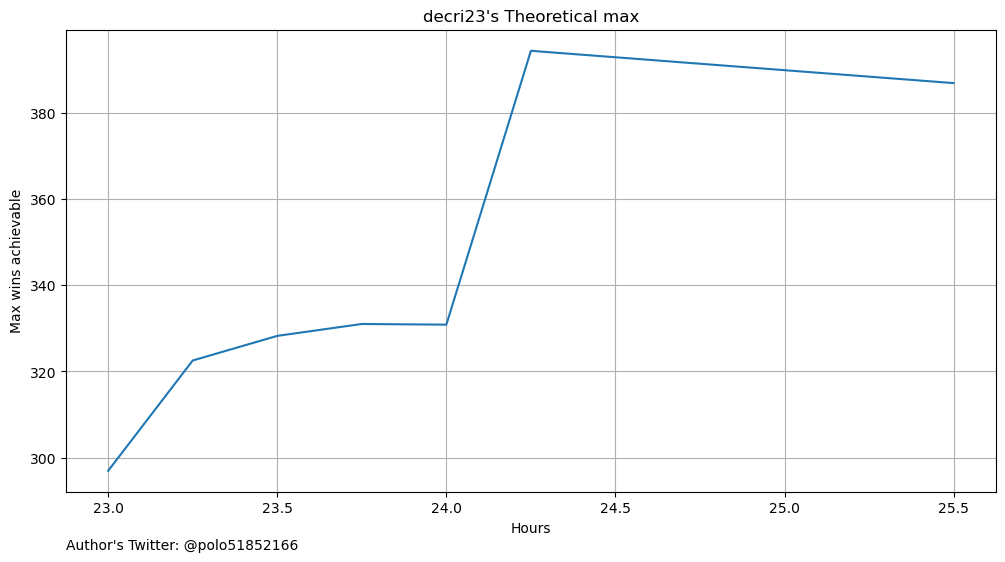 decri23's Theoretical max
Max wins achievable
380
360
340
320
300
23.0 23.5 24.0 24.5 25.0 25.5
Hours
Author's Twitter: @polo51852166